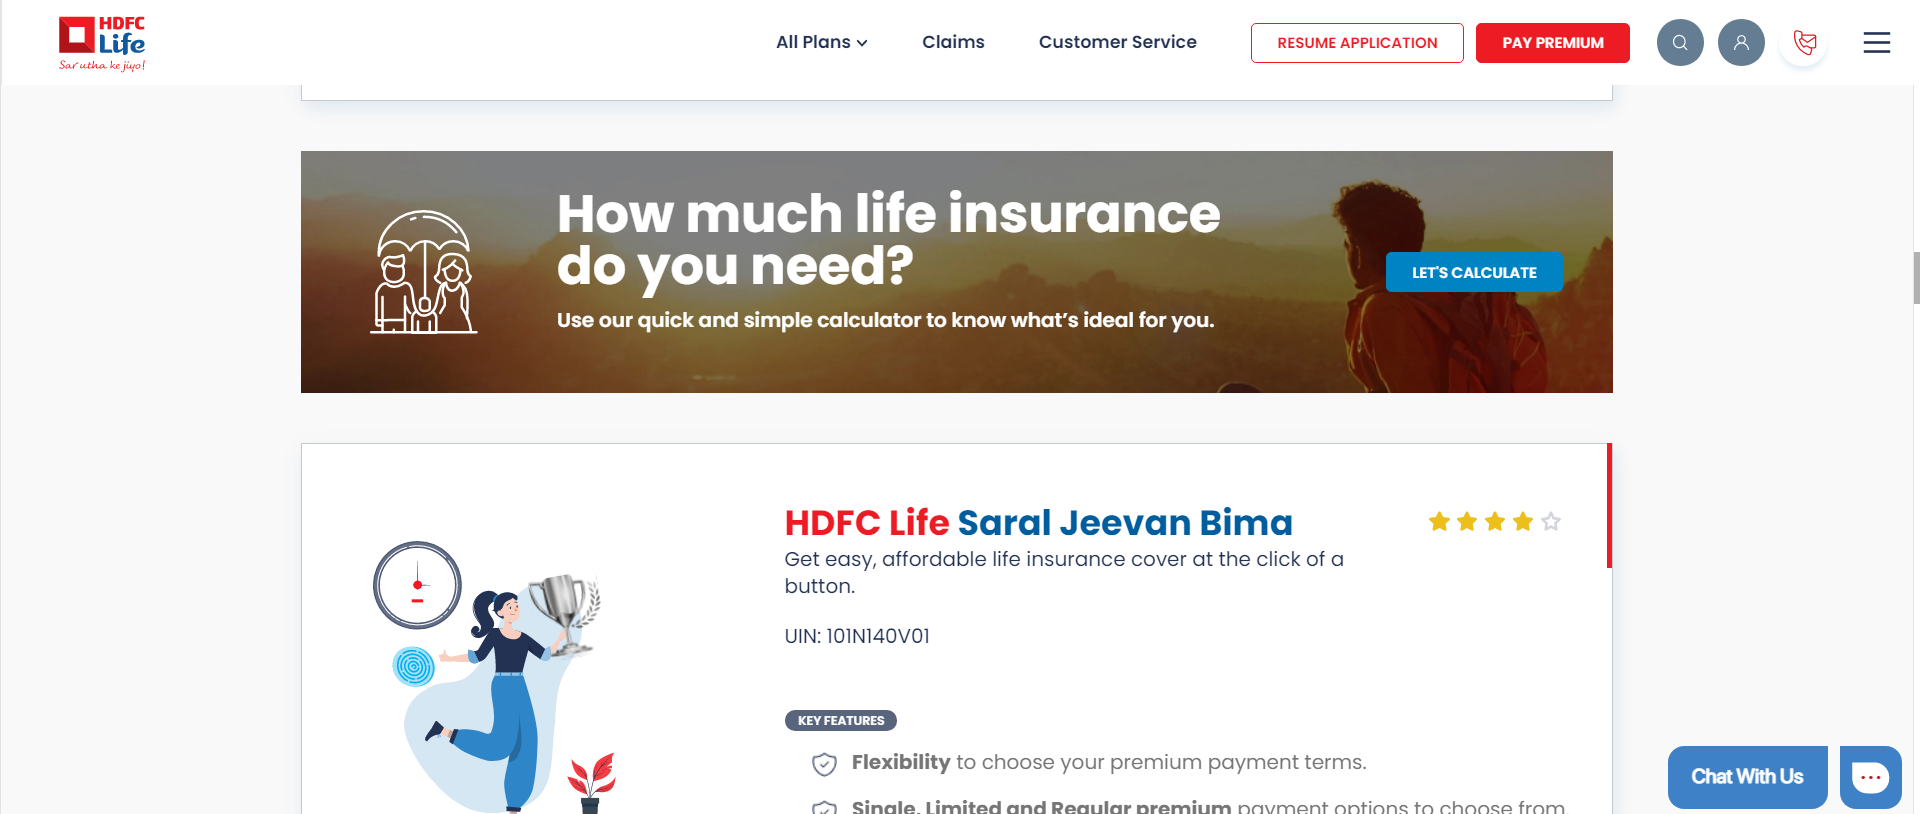 HDFC
Life
Sar utha ke jiyo!
All Plans
Claims
Customer Service
RESUME APPLICATION
PAY PREMIUM
How much life insurance
do you need?
Use our quick and simple calculator to know what's ideal for you.
LET'S CALCULATE
HDFC Life Saral Jeevan Bima
Get easy, affordable life insurance cover at the click of a
button.
UIN: 101N140V01
KEY FEATURES
Flexibility to choose your premium payment terms.
Single, Limited and Regular premium payment options to choose from.
Chat With Us